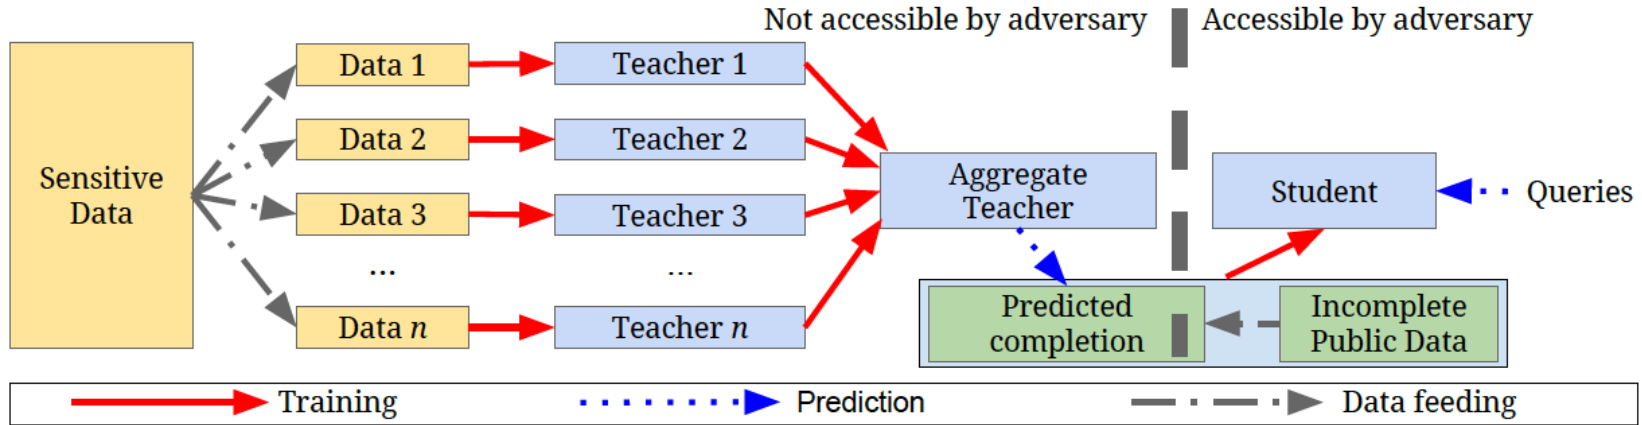 Not accessible by adversary
Accessible by adversary
Sensitive
Data
Data 1
Teacher 1
Data 2
Teacher 2
Data 3
Teacher 3
...
...
Data n
Teacher n
Aggregate
Teacher
Student
Queries
Predicted
completion
Incomplete
Public Data
Training
Prediction
Data feeding